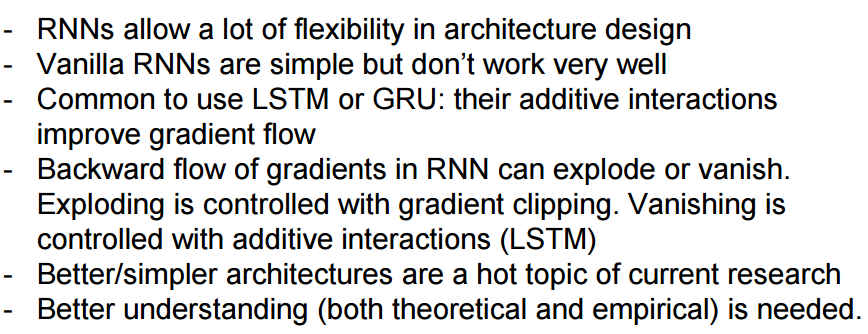 - RNNs allow a lot of flexibility in architecture design
- Vanilla RNNs are simple but don’t work very well
- Common to use LSTM or GRU: their additive interactions
improve gradient flow
- Backward flow of gradients in RNN can explode or vanish.
Exploding is controlled with gradient clipping. Vanishing is
controlled with additive interactions (LSTM)
- Better/simpler architectures are a hot topic of current research
- Better understanding (both theoretical and empirical) is needed.